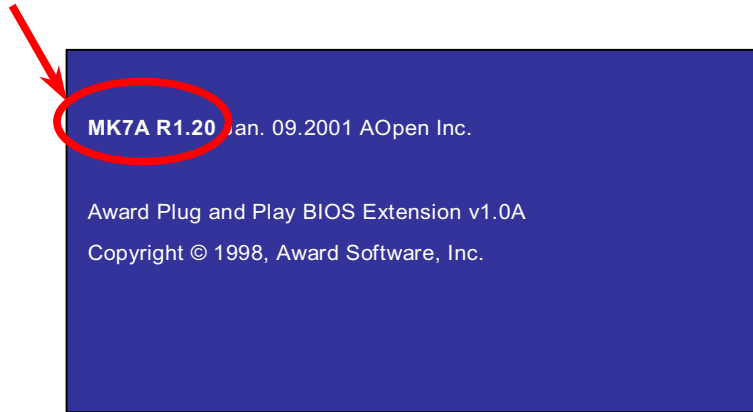 MK7A R1.20 Jan. 09.2001 AOpen Inc.
Award Plug and Play BIOS Extension v1.0A
Copyright © 1998, Award Software, Inc.